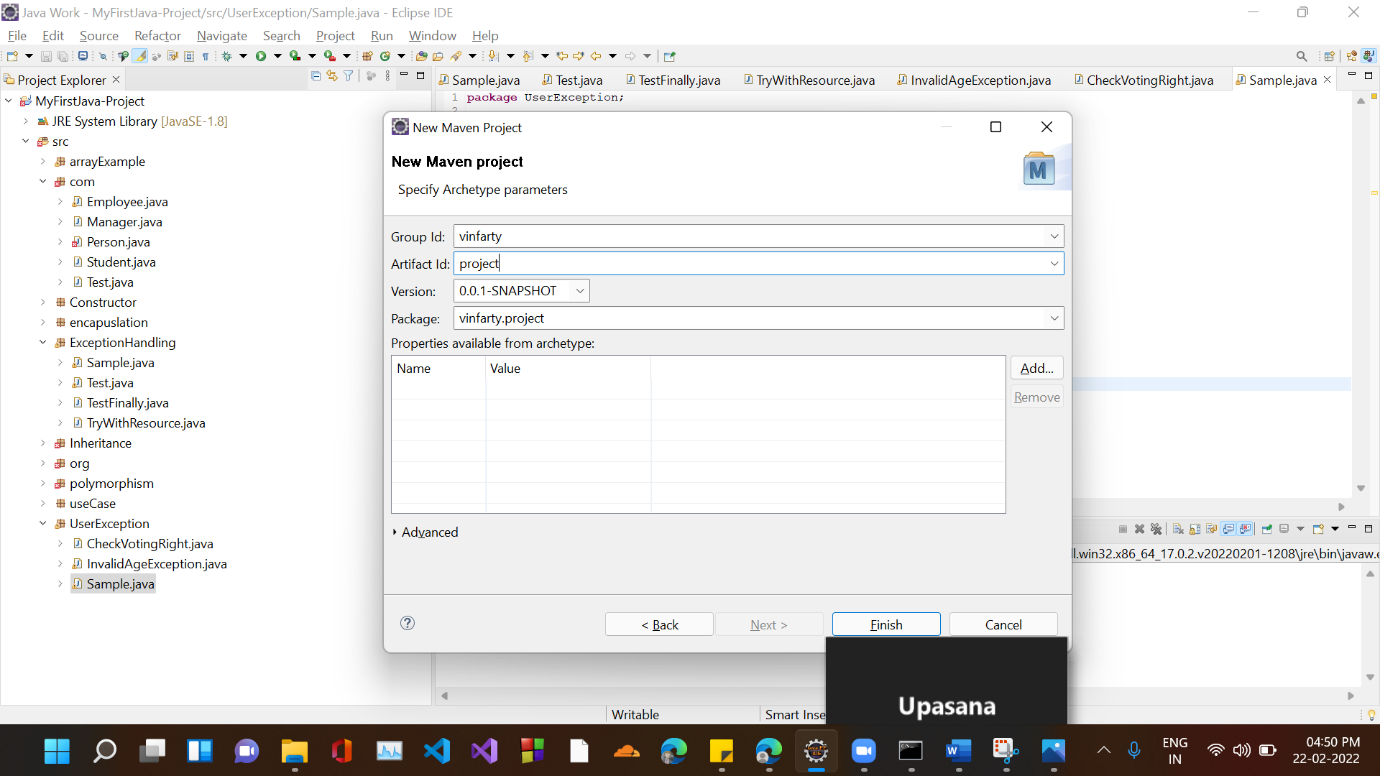 Java Work - MyFirstJava-Project/src/UserException/Sample.java - Eclipse IDE
File Edit Source Refactor Navigate Search Project Run Window Help
Project Explorer
Sample.java Test.java TestFinally.java TryWithResource.java InvalidAgeException.java CheckVotingRight.java Sample.java
MyFirstJava-Project
JRE System Library [JavaSE-1.8]
src
arrayExample
com
Employee.java
Manager.java
Person.java
Student.java
Test.java
Constructor
encapuslation
ExceptionHandling
Sample.java
Test.java
TestFinally.java
TryWithResource.java
Inheritance
org
polymorphism
useCase
UserException
CheckVotingRight.java
InvalidAgeException.java
Sample.java
1 package UserException;
New Maven Project
New Maven project
Specify Archetype parameters
M
Group Id: vinfarty
Artifact Id: project
Version: 0.0.1-SNAPSHOT
Package: vinfarty.project
Properties available from archetype:
Name Value
Add...
Remove
Advanced
< Back Next > Finish Cancel
l.win32.x86_64_17.0.2.v20220201-1208\jre\bin\javaw.e
Upasana
Writable Smart Inse
ENG
IN
04:50 PM
22-02-2022